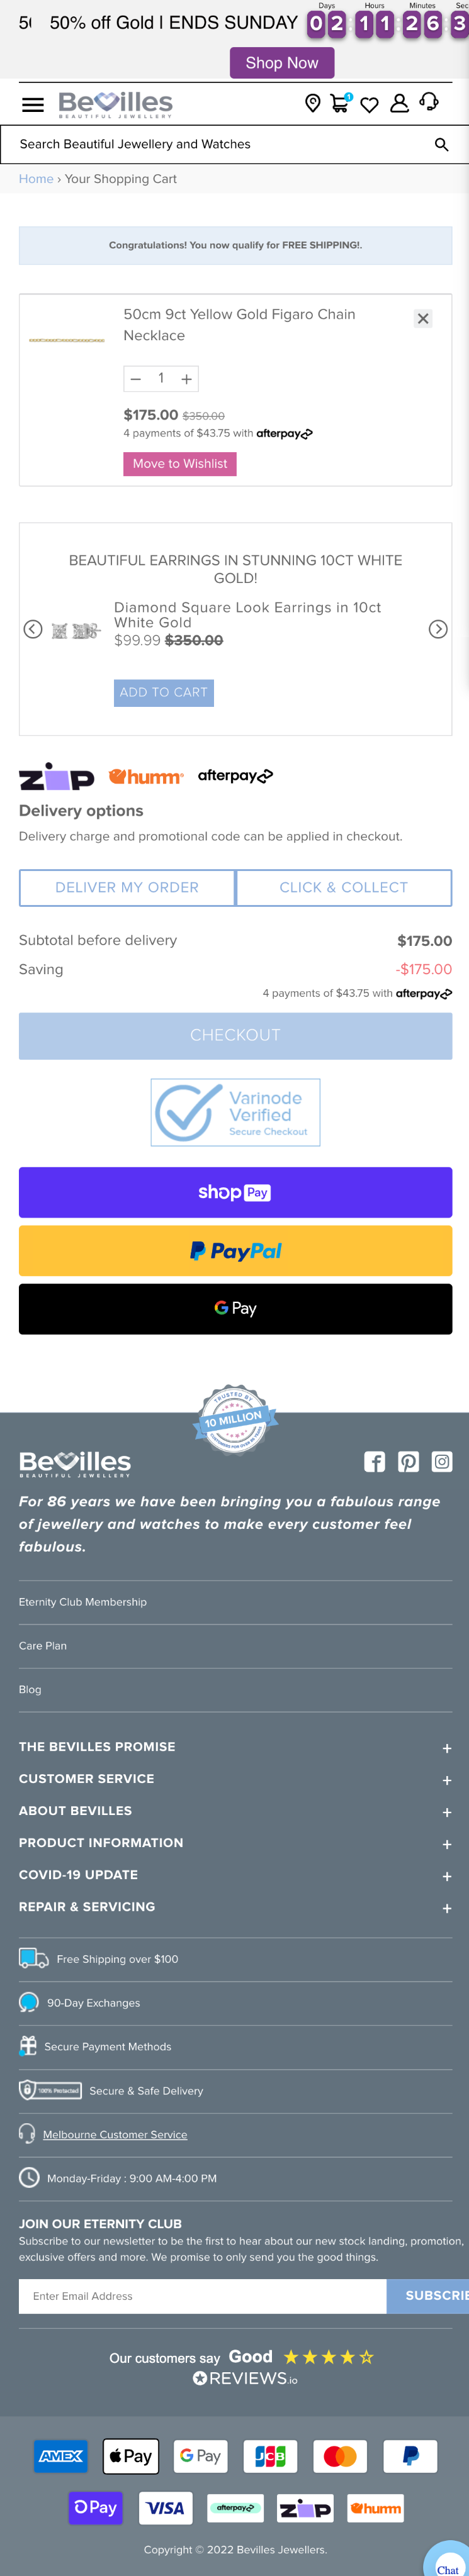 50% off Gold | ENDS SUNDAY
Days Hours Minutes Sec
0 2 : 1 1 : 2 6 : 3
Shop Now
Bevilles
BEAUTIFUL JEWELLERY
1
Search Beautiful Jewellery and Watches
Home › Your Shopping Cart
Congratulations! You now qualify for FREE SHIPPING!.
50cm 9ct Yellow Gold Figaro Chain
Necklace
− 1 +
$175.00 $350.00
4 payments of $43.75 with afterpay
Move to Wishlist
BEAUTIFUL EARRINGS IN STUNNING 10CT WHITE
GOLD!
Diamond Square Look Earrings in 10ct
White Gold
$99.99 $350.00
ADD TO CART
zip humm afterpay
Delivery options
Delivery charge and promotional code can be applied in checkout.
DELIVER MY ORDER CLICK & COLLECT
Subtotal before delivery $175.00
Saving -$175.00
4 payments of $43.75 with afterpay
CHECKOUT
Varinode
Verified
Secure Checkout
shop Pay
PayPal
G Pay
TRUSTED BY
10 MILLION
Bevilles
BEAUTIFUL JEWELLERY
For 86 years we have been bringing you a fabulous range
of jewellery and watches to make every customer feel
fabulous.
Eternity Club Membership
Care Plan
Blog
THE BEVILLES PROMISE +
CUSTOMER SERVICE +
ABOUT BEVILLES +
PRODUCT INFORMATION +
COVID-19 UPDATE +
REPAIR & SERVICING +
Free Shipping over $100
90-Day Exchanges
Secure Payment Methods
100% Protected Secure & Safe Delivery
Melbourne Customer Service
Monday-Friday : 9:00 AM-4:00 PM
JOIN OUR ETERNITY CLUB
Subscribe to our newsletter to be the first to hear about our new stock landing, promotion,
exclusive offers and more. We promise to only send you the good things.
Enter Email Address SUBSCRIB
Our customers say Good
REVIEWS.io
AMEX Pay G Pay JCB
Pay VISA afterpay zip humm
Copyright © 2022 Bevilles Jewellers.
Chat